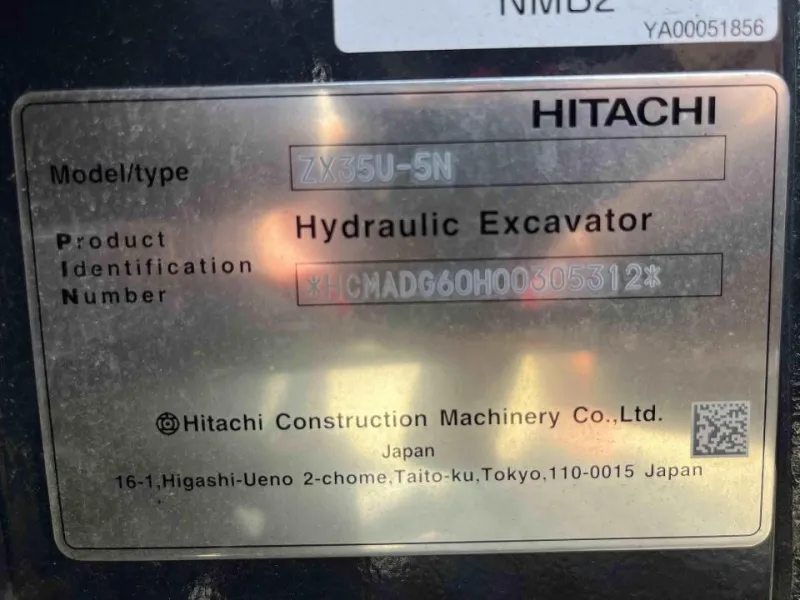 NMB2
YA00051856
HITACHI
Model/type ZX35U-5N
Hydraulic Excavator
Product
Identification
Number *HCMADG60H00305312*
Hitachi Construction Machinery Co.,Ltd.
Japan
16-1,Higashi-Ueno 2-chome,Taito-ku,Tokyo,110-0015 Japan